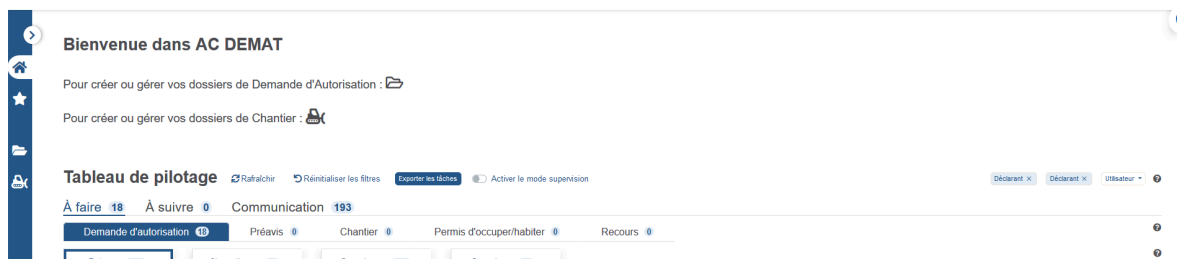 Bienvenue dans AC DEMAT
Pour créer ou gérer vos dossiers de Demande d'Autorisation :
Pour créer ou gérer vos dossiers de Chantier :
Tableau de pilotage Rafraîchir Réinitialiser les filtres Exporter les tâches Activer le mode supervision Déclarant × Déclarant × Utilisateur
À faire 18 À suivre 0 Communication 193
Demande d'autorisation 18 Préavis 0 Chantier 0 Permis d'occuper/habiter 0 Recours 0